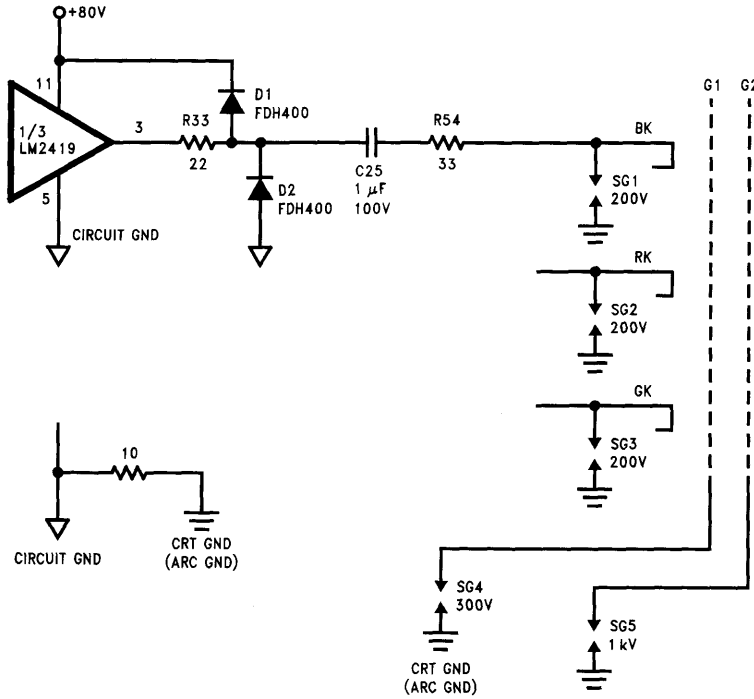 +80V
11
1/3
LM2419
3
5
CIRCUIT GND
R33
22
D1
FDH400
D2
FDH400
C25
1 µF
100V
R54
33
BK
SG1
200V
RK
SG2
200V
GK
SG3
200V
G1
G2
10
CIRCUIT GND
CRT GND
(ARC GND)
SG4
300V
CRT GND
(ARC GND)
SG5
1 kV